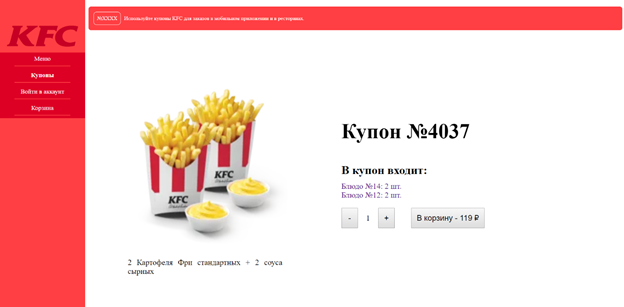 KFC
Меню
Купоны
Войти в аккаунт
Корзина
№XXXX Используйте купоны KFC для заказов в мобильном приложении и в ресторанах.
KFC
KFC
2 Картофеля Фри стандартных + 2 соуса
сырных
Купон №4037
В купон входит:
Блюдо №14: 2 шт.
Блюдо №12: 2 шт.
- 1 + В корзину - 119 ₽